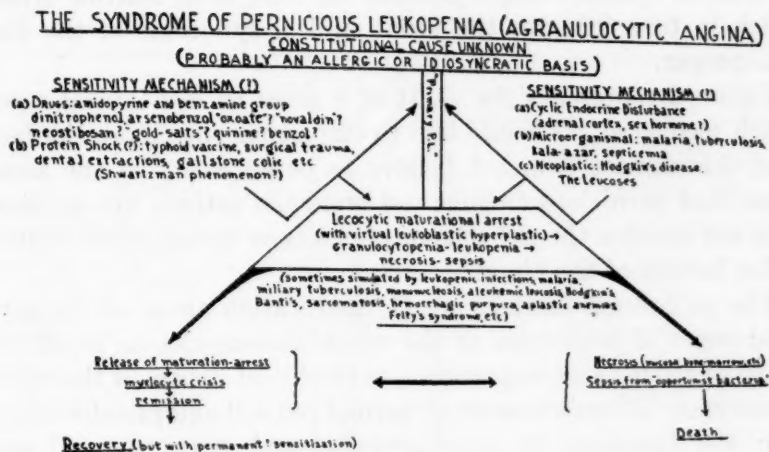 THE SYNDROME OF PERNICIOUS LEUKOPENIA (AGRANULOCYTIC ANGINA)
CONSTITUTIONAL CAUSE UNKNOWN
(PROBABLY AN ALLERGIC OR IDIOSYNCRATIC BASIS)
Primary P.L.
SENSITIVITY MECHANISM (?)
(a) Druгs: amidopyrine and benzamine group
dinitrophenol, arsenobenzol, "oxoate"? "novaldin"?
neostibosan? "gold-salts"? quinine? benzol?
(b) Protein Shock(?): typhoid vaccine, surgical trauma,
dental extractions, gallstone colic etc
(Shwartzman phenomenon?)
SENSITIVITY MECHANISM (?)
(a) Cyclic Endocrine Disturbance
(adrenal cortex, sex hormone?)
(b) Microorganismal: malaria, tuberculosis,
kala-azar, septicemia
(c) Neoplastic: Hodgkin's disease.
The Leucoses
Lecocytic maturational arrest
(with virtual leukoblastic hyperplastic) →
granulocytopenia-leukopenia →
necrosis-sepsis
(sometimes simulated by leukopenic infections, malaria,
miliary tuberculosis, mononucleosis, aleukemic leucosis, Hodgkin's
Banti's, sarcomatosis, hemorrhagic purpura, aplastic anemia,
Felty's syndrome, etc)
Release of maturation-arrest
myelocyte crisis
remission
Recovery (but with permanent? sensitization)
Necrosis (mucosa, bone marrow, etc)
Sepsis from "opportunist bacteria"
Death